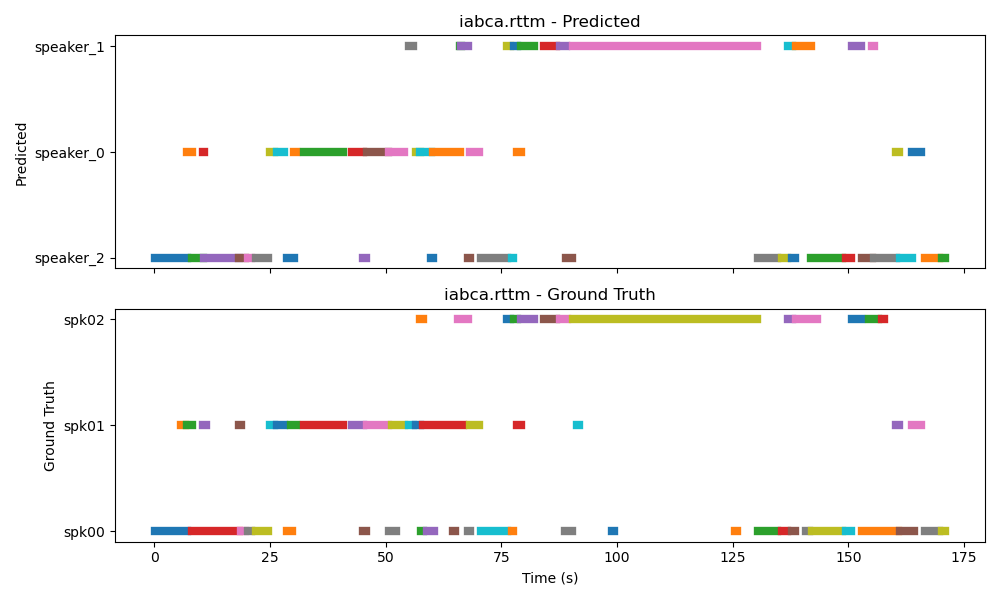 iabca.rttm - Predicted
speaker_1
speaker_0
speaker_2
Predicted
iabca.rttm - Ground Truth
spk02
spk01
spk00
Ground Truth
0 25 50 75 100 125 150 175
Time (s)